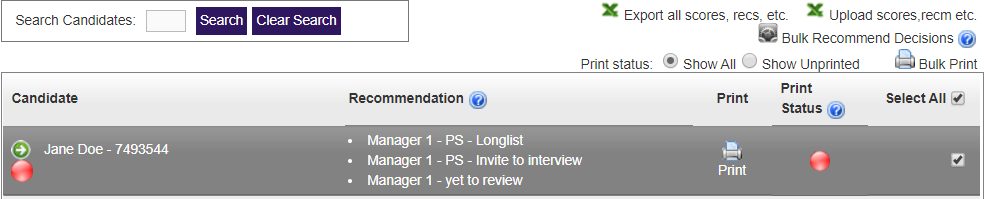 Search Candidates: Search Clear Search
Export all scores, recs, etc. Upload scores,recm etc.
Bulk Recommend Decisions ?
Print status: Show All Show Unprinted Bulk Print
Candidate Recommendation ? Print Print Status ? Select All
Jane Doe - 7493544
• Manager 1 - PS - Longlist
• Manager 1 - PS - Invite to interview
• Manager 1 - yet to review
Print